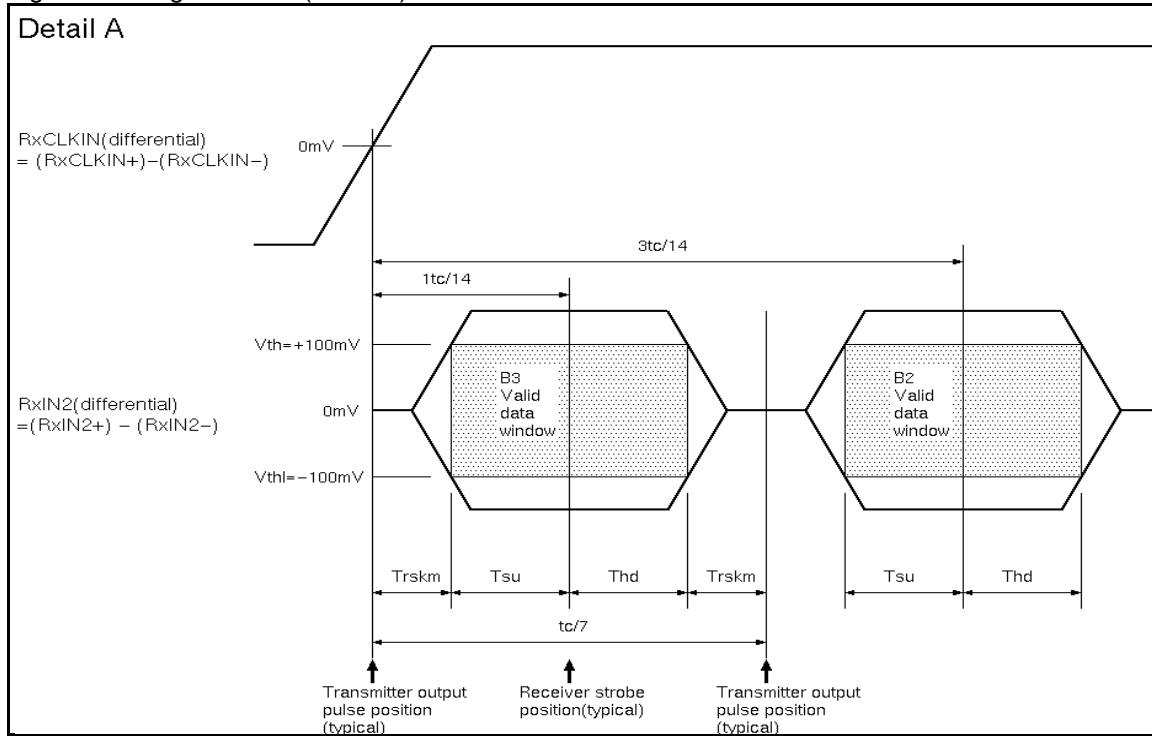 Detail A
RxCLKIN(differential)
= (RxCLKIN+)-(RxCLKIN-)
0mV
3tc/14
1tc/14
Vth=+100mV
B3
Valid
data
window
B2
Valid
data
window
RxIN2(differential)
=(RxIN2+) - (RxIN2-)
0mV
Vthl=-100mV
Trskm
Tsu
Thd
Trskm
Tsu
Thd
tc/7
Transmitter output
pulse position
(typical)
Receiver strobe
position(typical)
Transmitter output
pulse position
(typical)